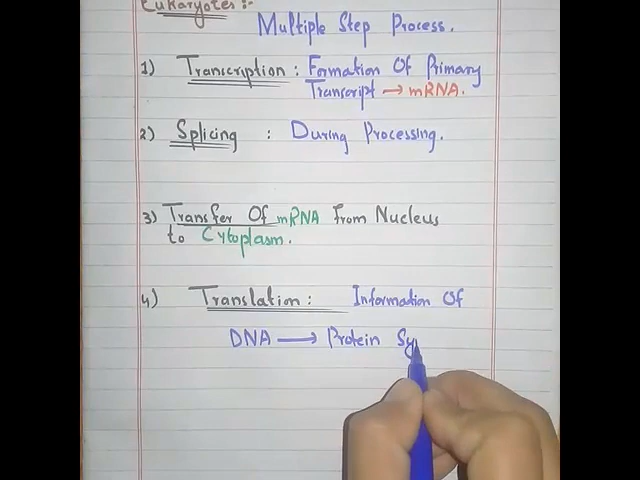 Eukaryotes:-
Multiple Step Process.
1) Transcription : Formation Of Primary
Transcript → mRNA.
2) Splicing : During Processing.
3) Transfer Of mRNA From Nucleus
to Cytoplasm.
4) Translation : Information Of
DNA → Protein Sy